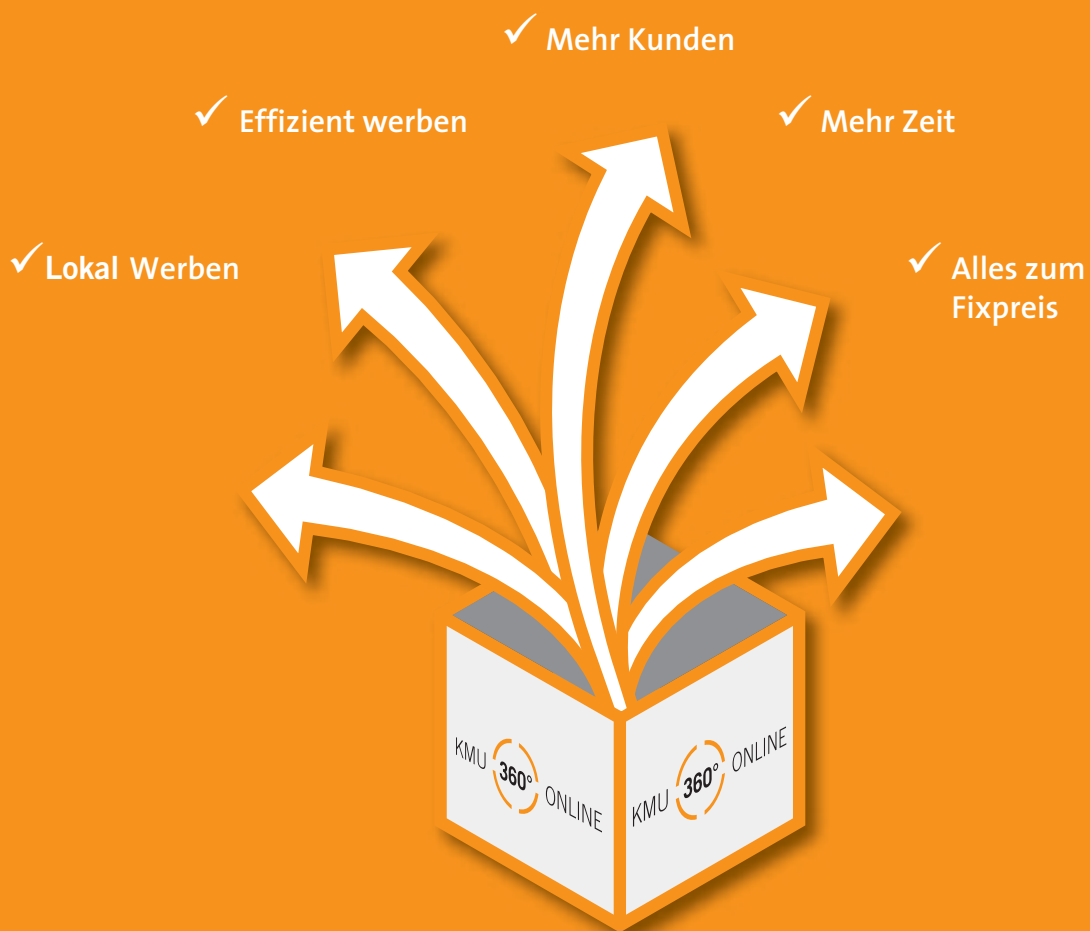 ✓ Mehr Kunden
✓ Effizient werben
✓ Mehr Zeit
✓ Lokal Werben
✓ Alles zum
Fixpreis
KMU 360° ONLINE
KMU 360° ONLINE